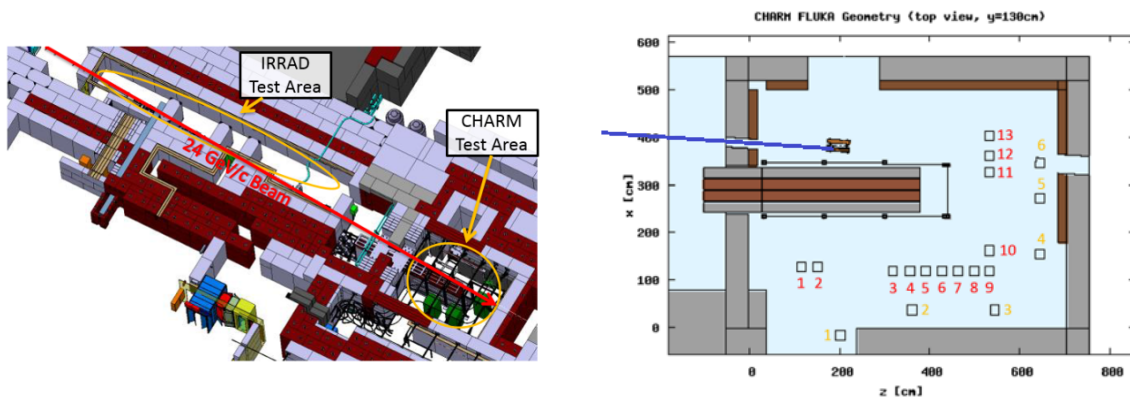 IRRAD
Test Area
CHARM
Test Area
24 GeV/c Beam
CHARM FLUKA Geometry (top view, y=130cm)
600
500
400
300
200
100
0
x [cm]
13
12
11
6
5
10
4
1 2
3 4 5 6 7 8 9
2
3
1
0 200 400 600 800
z [cm]